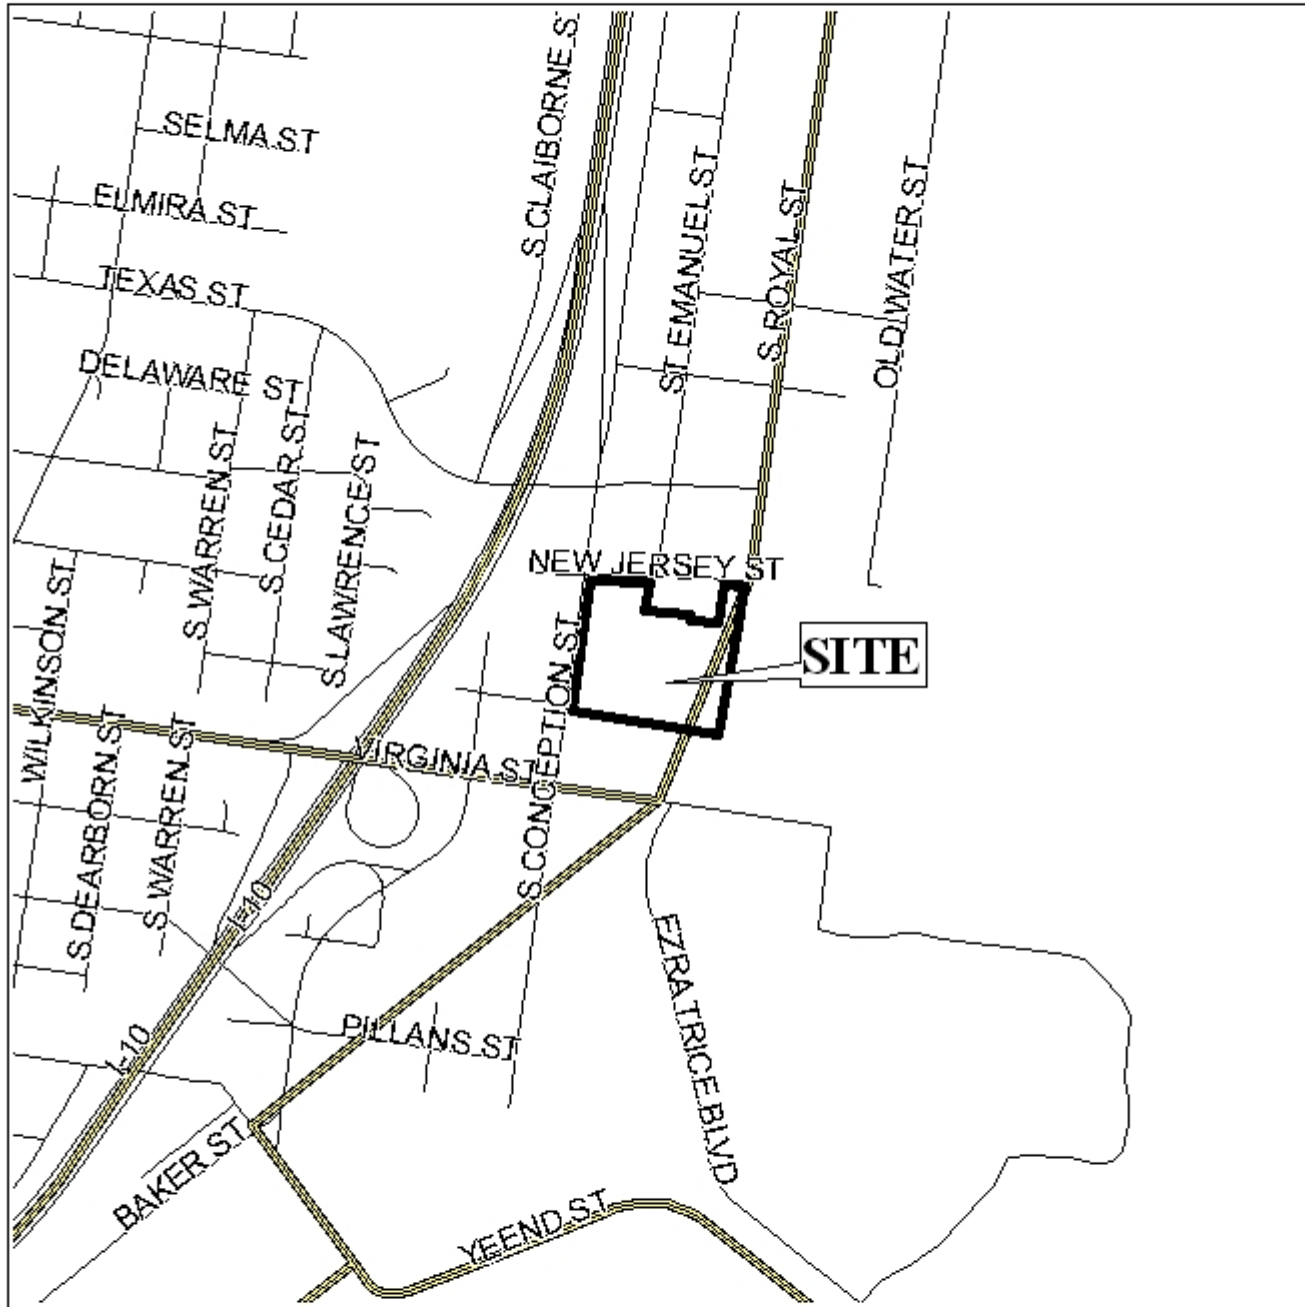 S CLAIBORNE S
SELMA ST
ELMIRA ST
ST EMANUEL ST
S ROYAL ST
OLD WATER ST
TEXAS ST
DELAWARE ST
S WARREN ST
S CEDAR ST
S LAWRENCE ST
NEW JERSEY ST
WILKINSON ST
S CONCEPTION ST
SITE
S DEARBORN ST
S WARREN ST
VIRGINIA ST
I-10
EZRA TRICE BLVD
I-10
PILLANS ST
BAKER ST
YEEND ST